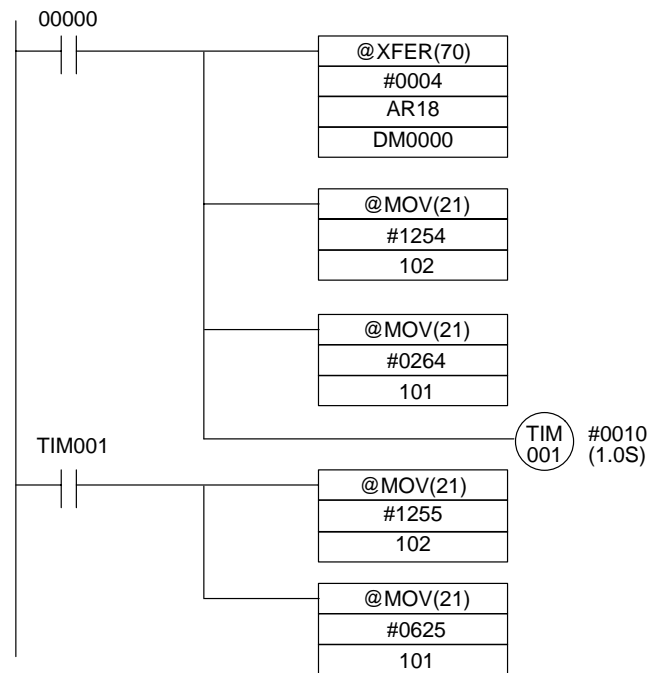 00000
@XFER(70)
#0004
AR18
DM0000
@MOV(21)
#1254
102
@MOV(21)
#0264
101
TIM
001
#0010
(1.0S)
TIM001
@MOV(21)
#1255
102
@MOV(21)
#0625
101